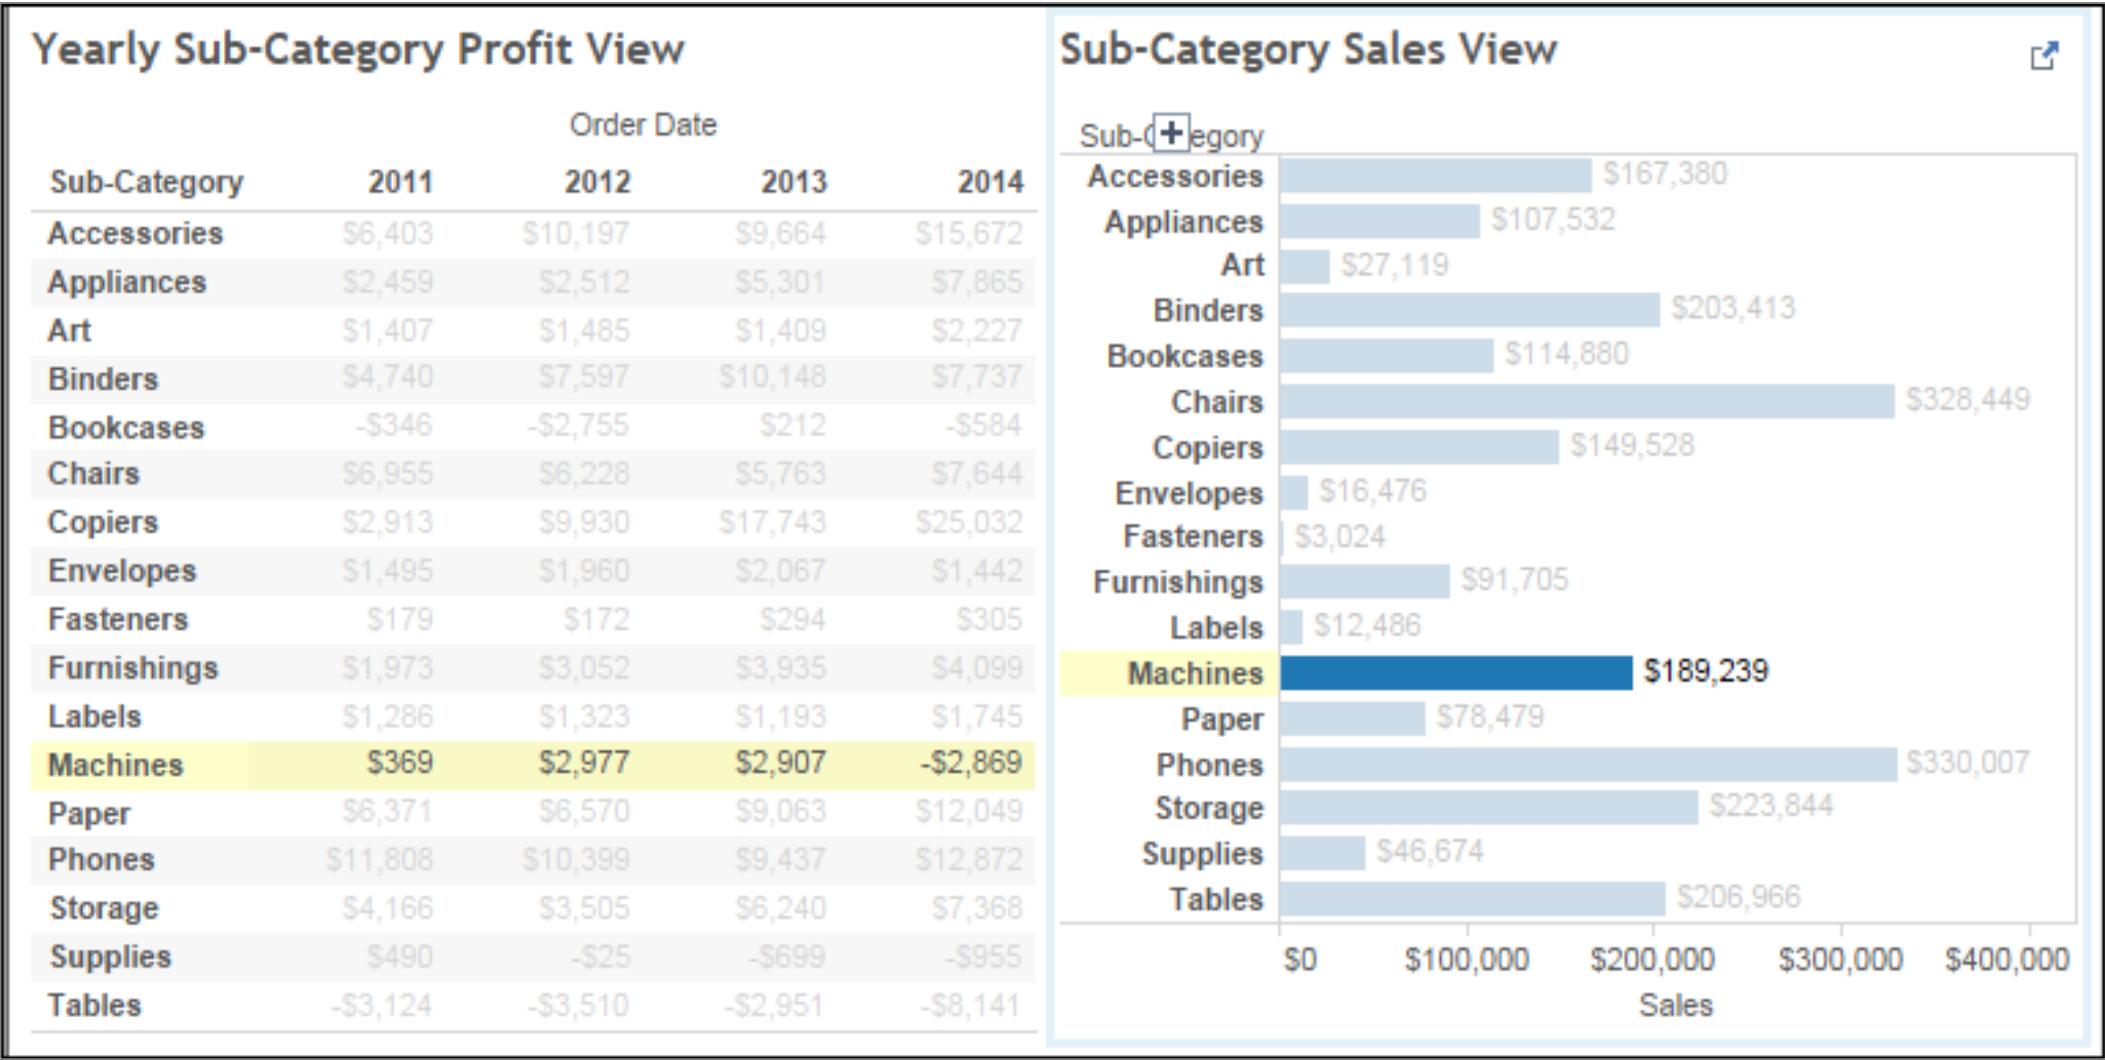 Yearly Sub-Category Profit View
Order Date
Sub-Category 2011 2012 2013 2014
Accessories $6,403 $10,197 $9,664 $15,672
Appliances $2,459 $2,512 $5,301 $7,865
Art $1,407 $1,485 $1,409 $2,227
Binders $4,740 $7,597 $10,148 $7,737
Bookcases -$346 -$2,755 $212 -$584
Chairs $6,955 $6,228 $5,763 $7,644
Copiers $2,913 $9,930 $17,743 $25,032
Envelopes $1,495 $1,960 $2,067 $1,442
Fasteners $179 $172 $294 $305
Furnishings $1,973 $3,052 $3,935 $4,099
Labels $1,286 $1,323 $1,193 $1,745
Machines $369 $2,977 $2,907 -$2,869
Paper $6,371 $6,570 $9,063 $12,049
Phones $11,808 $10,399 $9,437 $12,872
Storage $4,166 $3,505 $6,240 $7,368
Supplies $490 -$25 -$699 -$955
Tables -$3,124 -$3,510 -$2,951 -$8,141
Sub-Category Sales View
Sub-C+egory
Accessories $167,380
Appliances $107,532
Art $27,119
Binders $203,413
Bookcases $114,880
Chairs $328,449
Copiers $149,528
Envelopes $16,476
Fasteners $3,024
Furnishings $91,705
Labels $12,486
Machines $189,239
Paper $78,479
Phones $330,007
Storage $223,844
Supplies $46,674
Tables $206,966
$0 $100,000 $200,000 $300,000 $400,000
Sales